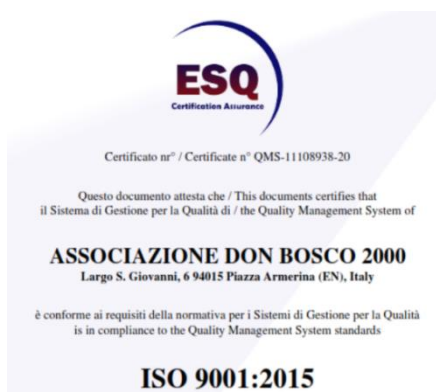 ESQ
Certification Assurance
Certificato nr° / Certificate n° QMS-11108938-20
Questo documento attesta che / This documents certifies that
il Sistema di Gestione per la Qualità di / the Quality Management System of
ASSOCIAZIONE DON BOSCO 2000
Largo S. Giovanni, 6 94015 Piazza Armerina (EN), Italy
è conforme ai requisiti della normativa per i Sistemi di Gestione per la Qualità
is in compliance to the Quality Management System standards
ISO 9001:2015